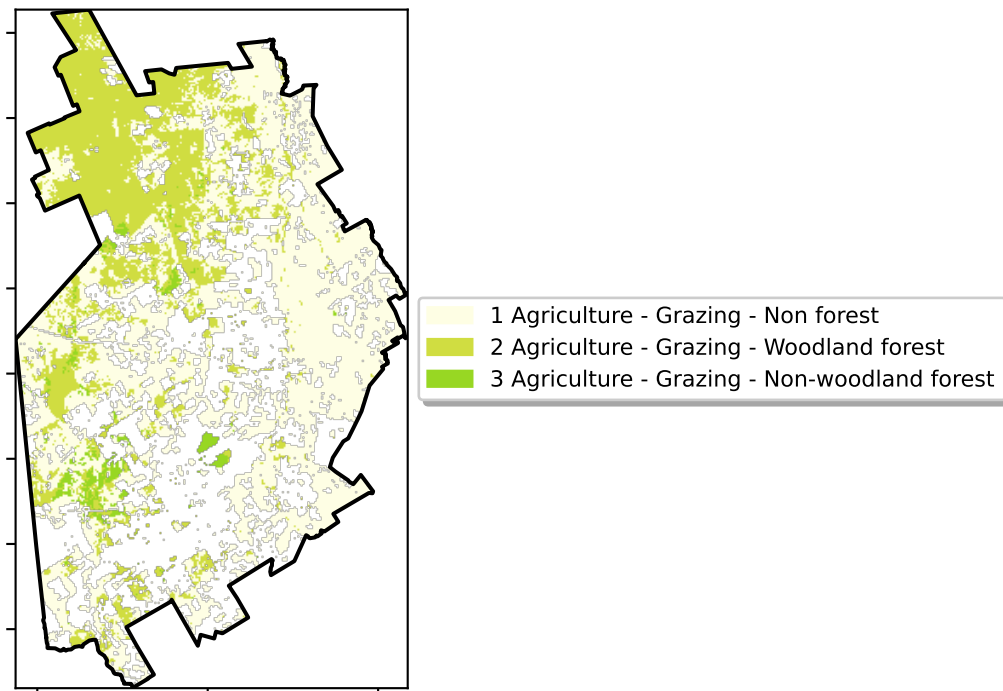 1 Agriculture - Grazing - Non forest
2 Agriculture - Grazing - Woodland forest
3 Agriculture - Grazing - Non-woodland forest